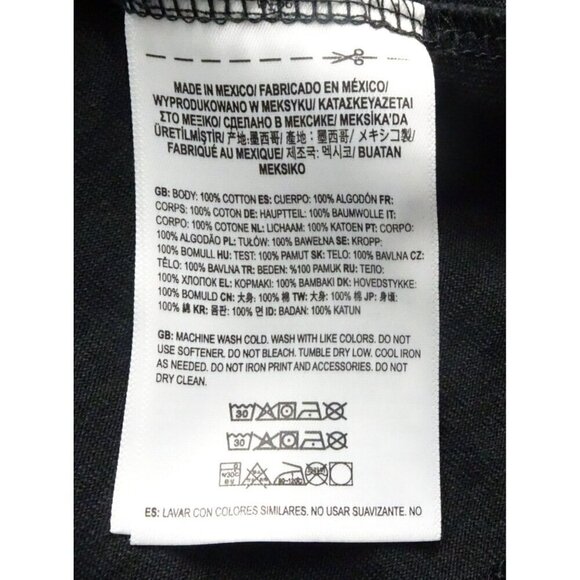 MADE IN MEXICO/ FABRICADO EN MÉXICO/
WYPRODUKOWANO W MEKSYKU/ ΚΑΤΑΣΚΕΥΑΖΕΤΑΙ
ΣΤΟ ΜΕΞΙΚΟ/ СДЕЛАНО В МЕКСИКЕ/ MEKSİKA'DA
ÜRETİLMİŞTİR/ 产地:墨西哥/ 產地:墨西哥/ メキシコ製/
FABRIQUÉ AU MEXIQUE/ 제조국: 멕시코/ BUATAN
MEKSIKO
GB: BODY: 100% COTTON ES: CUERPO: 100% ALGODÓN FR:
CORPS: 100% COTON DE: HAUPTTEIL: 100% BAUMWOLLE IT:
CORPO: 100% COTONE NL: LICHAAM: 100% KATOEN PT: CORPO:
100% ALGODÃO PL: TUŁÓW: 100% BAWEŁNA SE: KROPP:
100% BOMULL HU: TEST: 100% PAMUT SK: TELO: 100% BAVLNA CZ:
TĚLO: 100% BAVLNA TR: BEDEN: %100 PAMUK RU: ТЕЛО:
100% ХЛОПОК EL: ΚΟΡΜΑΚΙ: 100% ΒΑΜΒΑΚΙ DK: HOVEDSTYKKE:
100% BOMULD CN: 大身: 100% 棉 TW: 大身: 100% 棉 JP: 身頃:
100% 綿 KR: 몸판: 100% 면 ID: BADAN: 100% KATUN
GB: MACHINE WASH COLD. WASH WITH LIKE COLORS. DO NOT
USE SOFTENER. DO NOT BLEACH. TUMBLE DRY LOW. COOL IRON
AS NEEDED. DO NOT IRON PRINT AND ACCESSORIES. DO NOT
DRY CLEAN.
30
30
ES: LAVAR CON COLORES SIMILARES. NO USAR SUAVIZANTES. NO